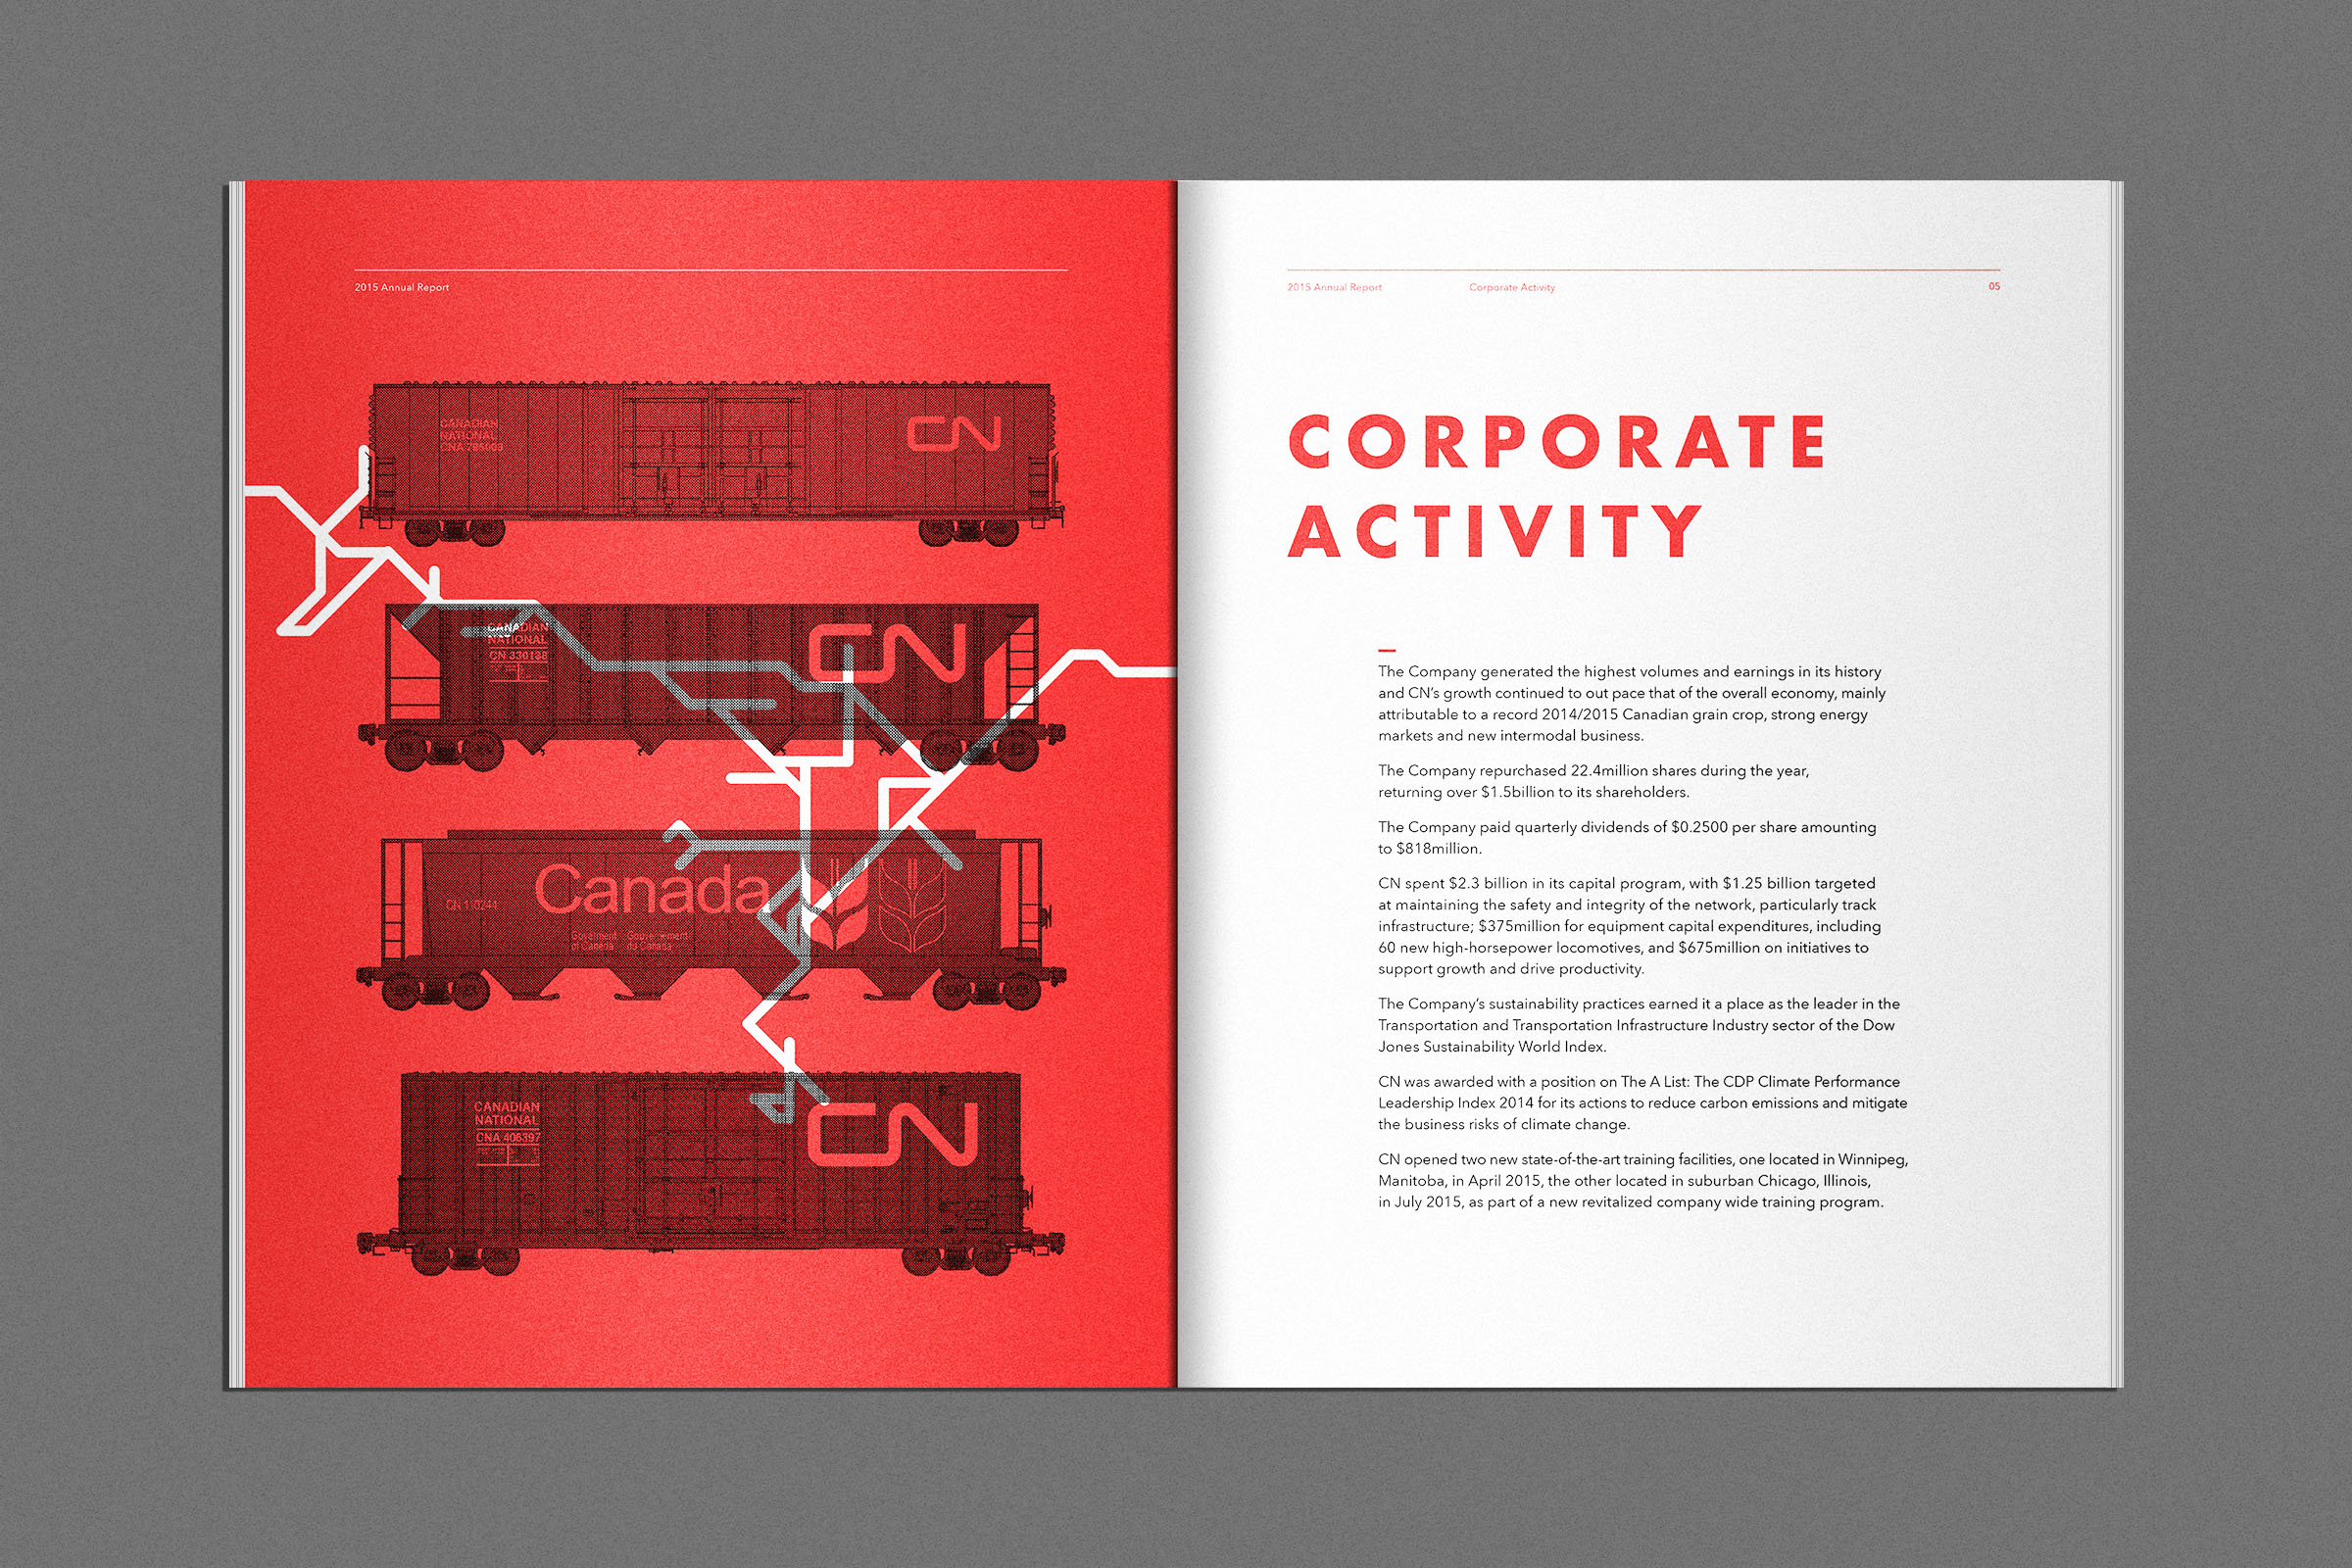 2015 Annual Report
CANADIAN
NATIONAL
CN
CANADIAN
NATIONAL
CN 330138
CN
Canada
Government
of Canada
Gouvernement
du Canada
CANADIAN
NATIONAL
CNA 406397
CN
2015 Annual Report
Corporate Activity
05
CORPORATE
ACTIVITY
The Company generated the highest volumes and earnings in its history
and CN's growth continued to out pace that of the overall economy, mainly
attributable to a record 2014/2015 Canadian grain crop, strong energy
markets and new intermodal business.
The Company repurchased 22.4million shares during the year,
returning over $1.5billion to its shareholders.
The Company paid quarterly dividends of $0.2500 per share amounting
to $818million.
CN spent $2.3 billion in its capital program, with $1.25 billion targeted
at maintaining the safety and integrity of the network, particularly track
infrastructure; $375million for equipment capital expenditures, including
60 new high-horsepower locomotives, and $675million on initiatives to
support growth and drive productivity.
The Company's sustainability practices earned it a place as the leader in the
Transportation and Transportation Infrastructure Industry sector of the Dow
Jones Sustainability World Index.
CN was awarded with a position on The A List: The CDP Climate Performance
Leadership Index 2014 for its actions to reduce carbon emissions and mitigate
the business risks of climate change.
CN opened two new state-of-the-art training facilities, one located in Winnipeg,
Manitoba, in April 2015, the other located in suburban Chicago, Illinois,
in July 2015, as part of a new revitalized company wide training program.